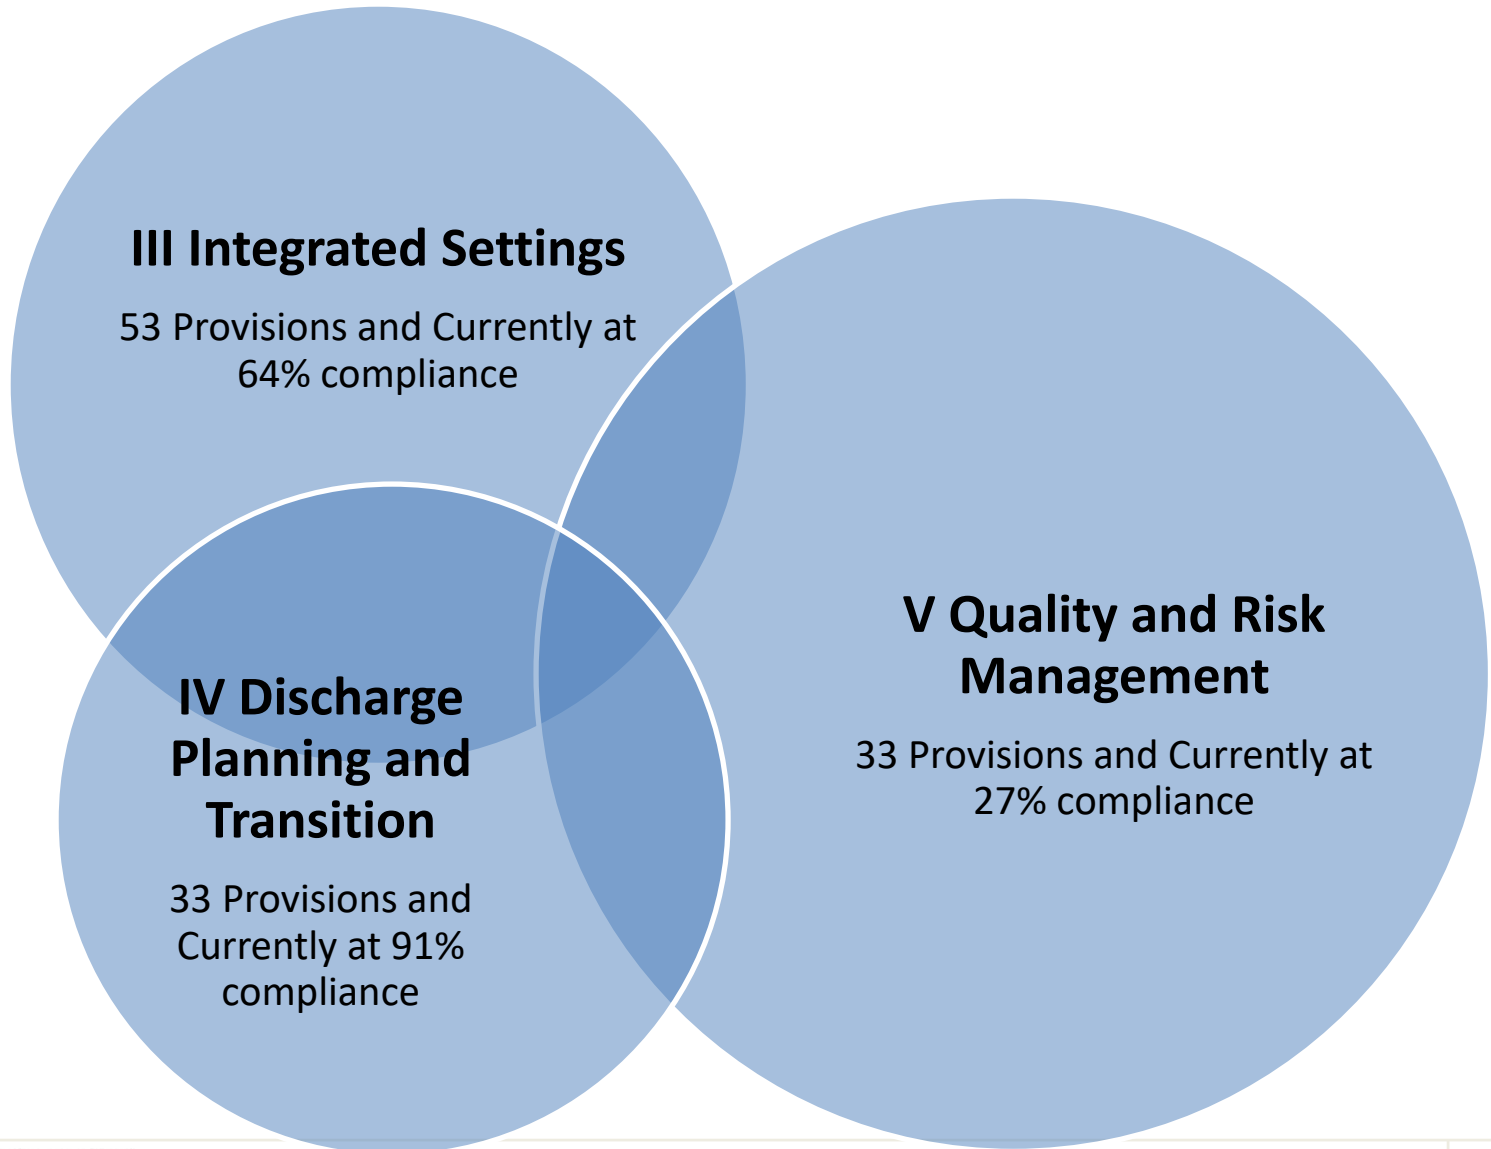 III Integrated Settings
53 Provisions and Currently at
64% compliance
IV Discharge
Planning and
Transition
33 Provisions and
Currently at 91%
compliance
V Quality and Risk
Management
33 Provisions and Currently at
27% compliance